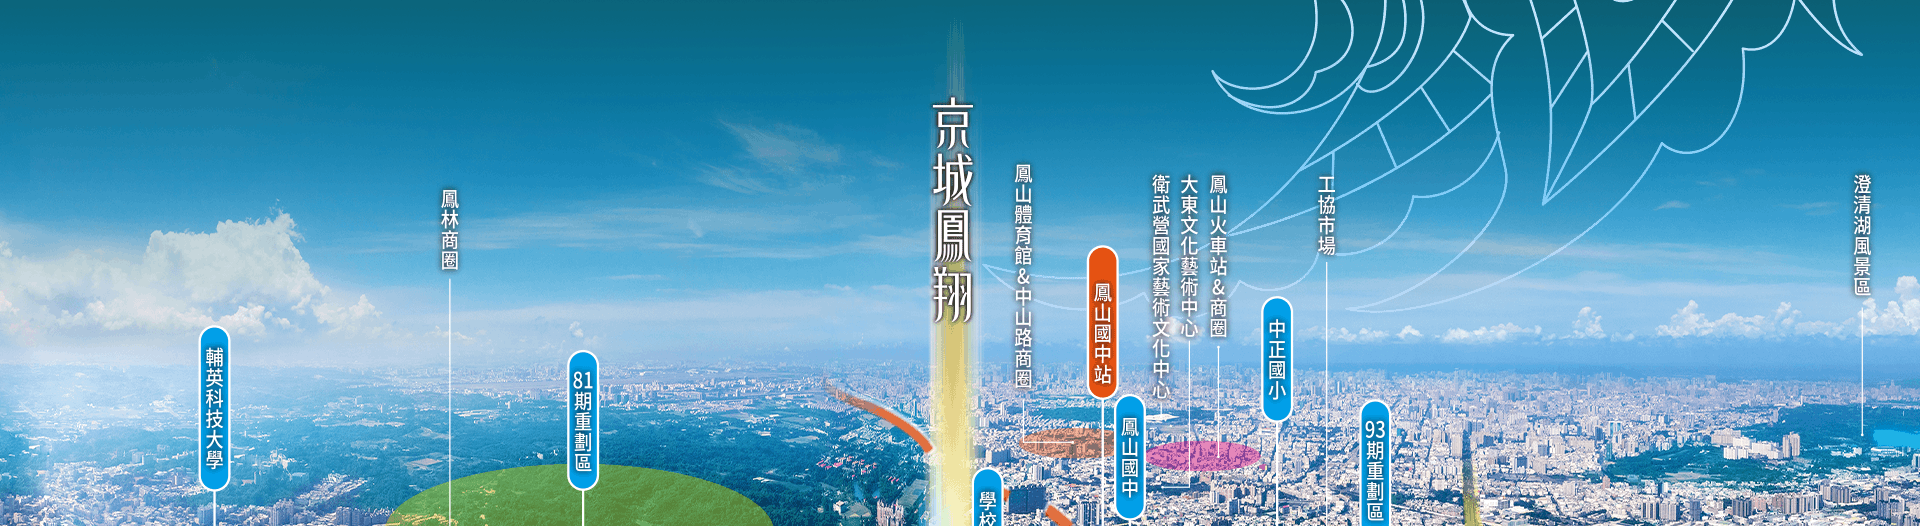 輔英科技大學
鳳林商圈
81期重劃區
京城鳳翔
學校
鳳山體育館&中山路商圈
鳳山國中站
鳳山國中
衛武營國家藝術文化中心
大東文化藝術中心
鳳山火車站&商圈
中正國小
工協市場
93期重劃區
澄清湖風景區